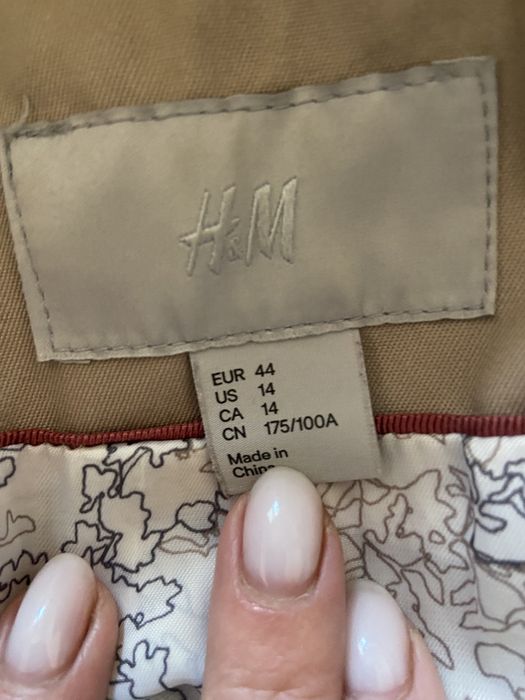 H&M
EUR 44
US 14
CA 14
CN 175/100A
Made in
China